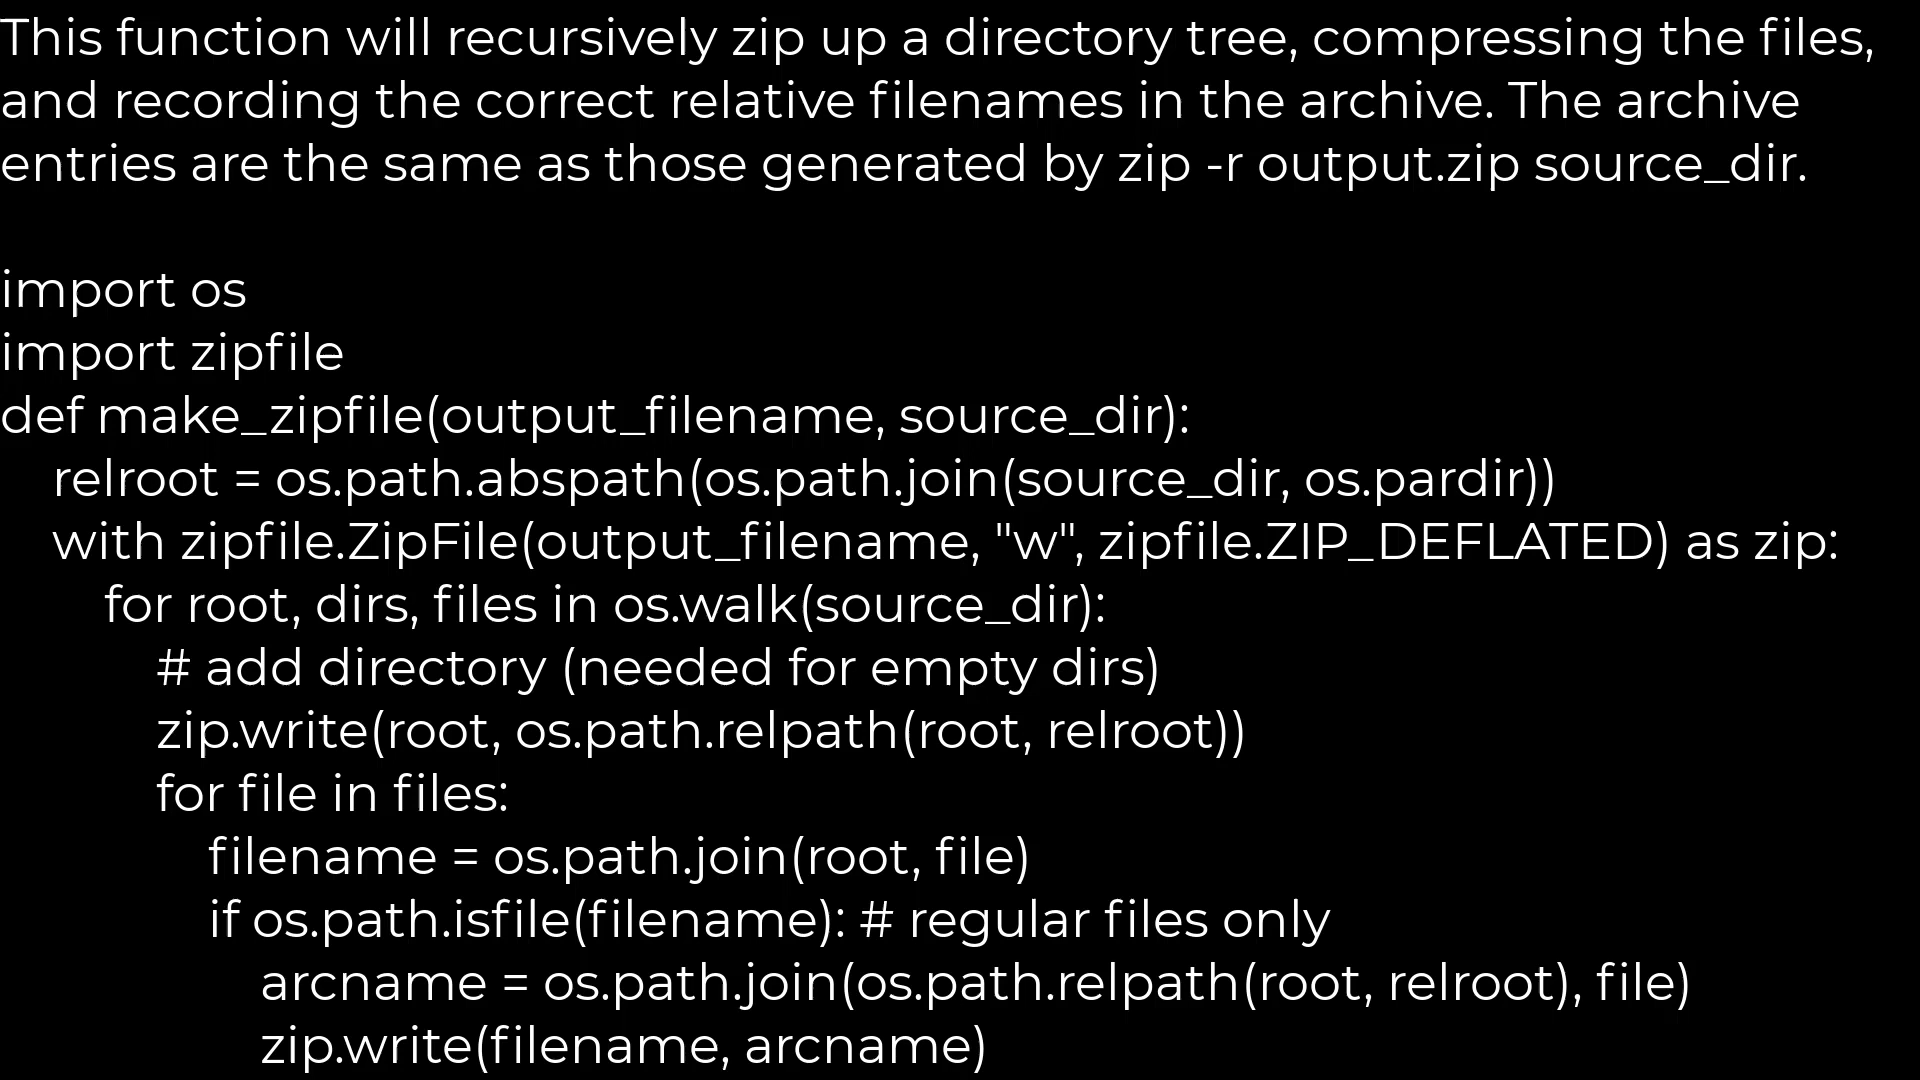 This function will recursively zip up a directory tree, compressing the files,
and recording the correct relative filenames in the archive. The archive
entries are the same as those generated by zip -r output.zip source_dir.

import os
import zipfile
def make_zipfile(output_filename, source_dir):
    relroot = os.path.abspath(os.path.join(source_dir, os.pardir))
    with zipfile.ZipFile(output_filename, "w", zipfile.ZIP_DEFLATED) as zip:
        for root, dirs, files in os.walk(source_dir):
            # add directory (needed for empty dirs)
            zip.write(root, os.path.relpath(root, relroot))
            for file in files:
                filename = os.path.join(root, file)
                if os.path.isfile(filename): # regular files only
                    arcname = os.path.join(os.path.relpath(root, relroot), file)
                    zip.write(filename, arcname)